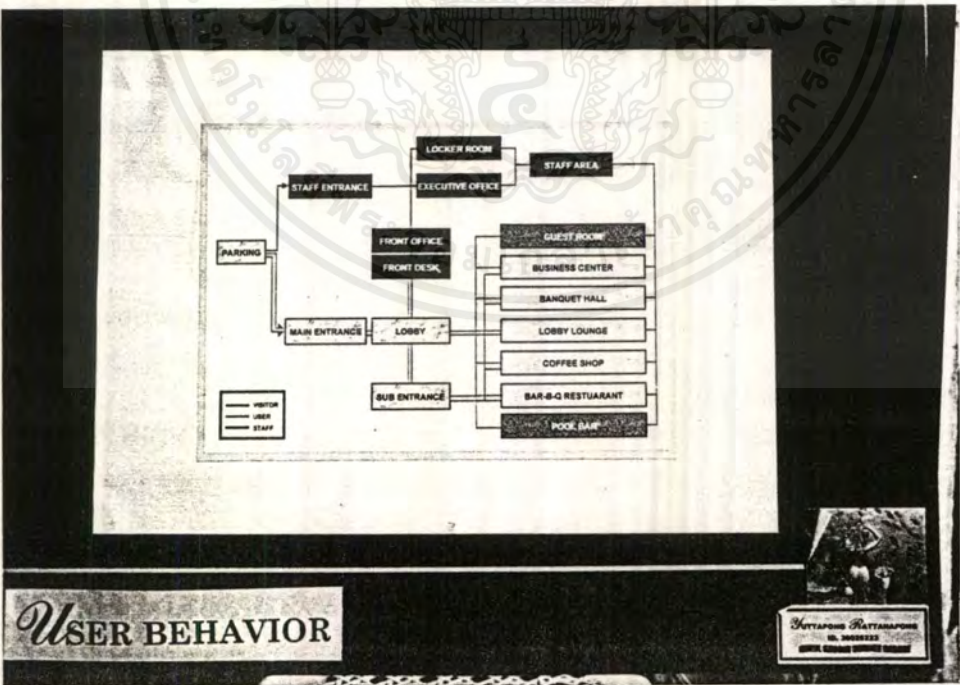 LOCKER ROOM
STAFF AREA
STAFF ENTRANCE
EXECUTIVE OFFICE
FRONT OFFICE
GUEST ROOM
PARKING
FRONT DESK
BUSINESS CENTER
BANQUET HALL
MAIN ENTRANCE
LOBBY
LOBBY LOUNGE
COFFEE SHOP
SUB ENTRANCE
BAR-B-Q RESTUARANT
POOL BAR
VISITOR
USER
STAFF
USER BEHAVIOR
YUTTAPONG RATTANAPONG